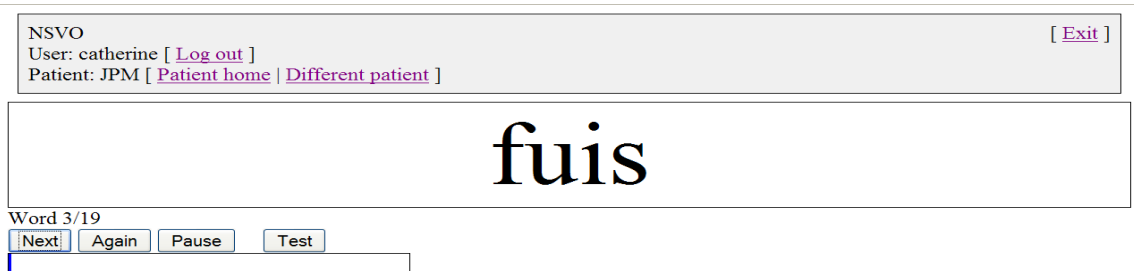 NSVO [ Exit ]
User: catherine [ Log out ]
Patient: JPM [ Patient home | Different patient ]
fuis
Word 3/19
Next Again Pause Test